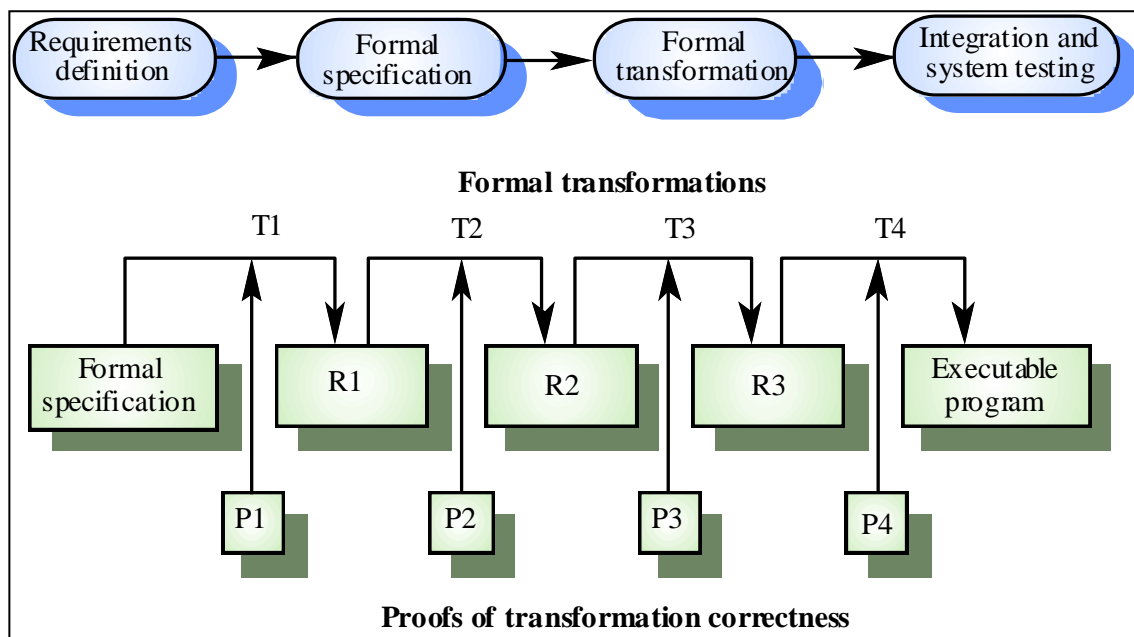 Requirements
definition
Formal
specification
Formal
transformation
Integration and
system testing
Formal transformations
T1
T2
T3
T4
Formal
specification
R1
R2
R3
Executable
program
P1
P2
P3
P4
Proofs of transformation correctness